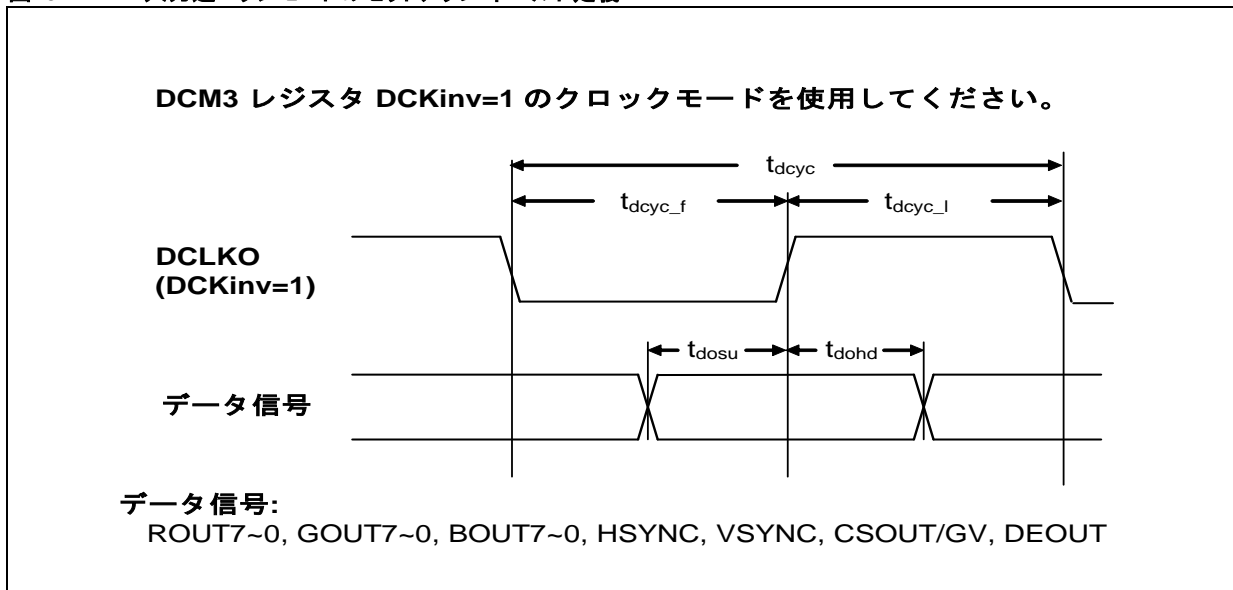 DCM3 レジスタ DCKinv=1 のクロックモードを使用してください。
tdcyc
tdcyc_f
tdcyc_l
DCLKO
(DCKinv=1)
tdosu
tdohd
データ信号
データ信号:
ROUT7~0, GOUT7~0, BOUT7~0, HSYNC, VSYNC, CSOUT/GV, DEOUT